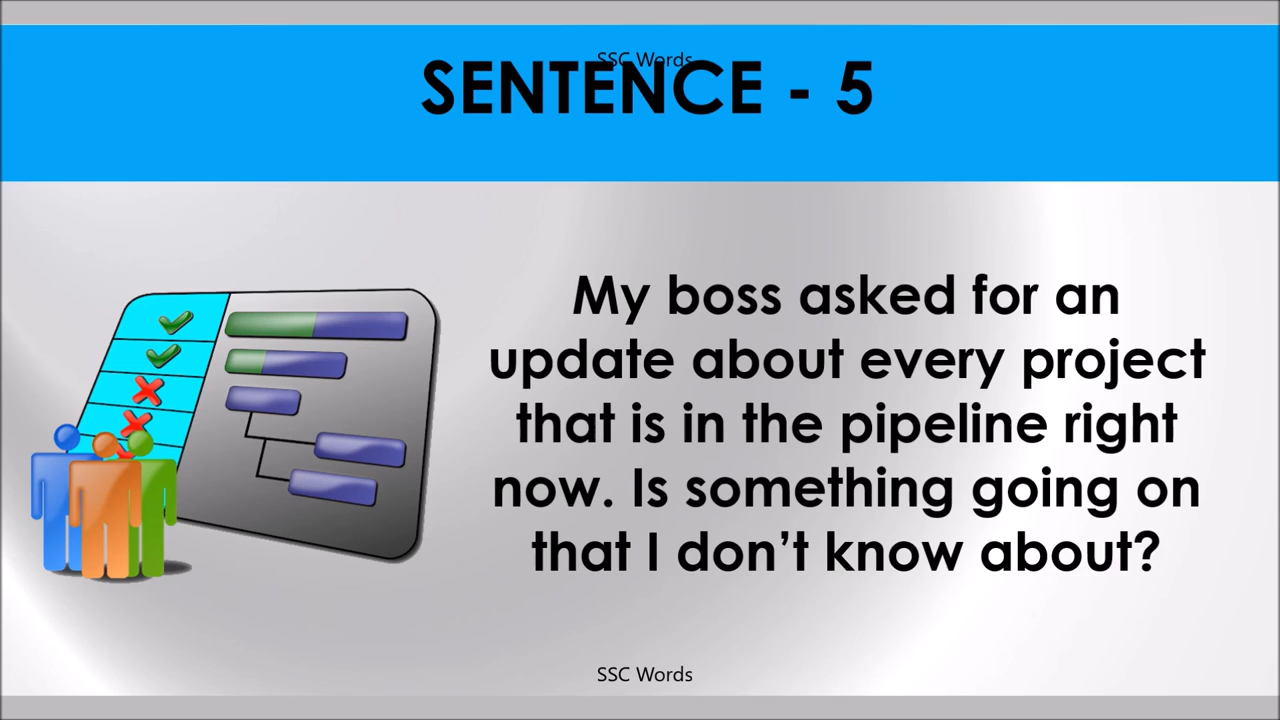 SSC Words
SENTENCE - 5
My boss asked for an
update about every project
that is in the pipeline right
now. Is something going on
that I don’t know about?
SSC Words